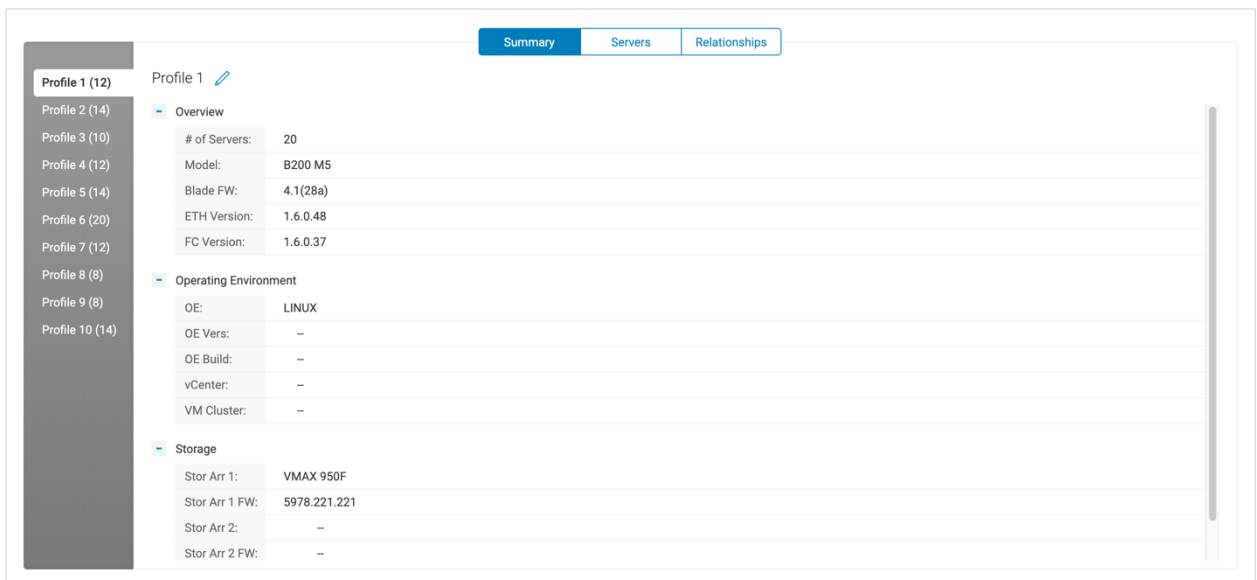 Summary Servers Relationships
Profile 1 (12)
Profile 2 (14)
Profile 3 (10)
Profile 4 (12)
Profile 5 (14)
Profile 6 (20)
Profile 7 (12)
Profile 8 (8)
Profile 9 (8)
Profile 10 (14)
Profile 1
Overview
# of Servers: 20
Model: B200 M5
Blade FW: 4.1(28a)
ETH Version: 1.6.0.48
FC Version: 1.6.0.37
Operating Environment
OE: LINUX
OE Vers: --
OE Build: --
vCenter: --
VM Cluster: --
Storage
Stor Arr 1: VMAX 950F
Stor Arr 1 FW: 5978.221.221
Stor Arr 2: --
Stor Arr 2 FW: --